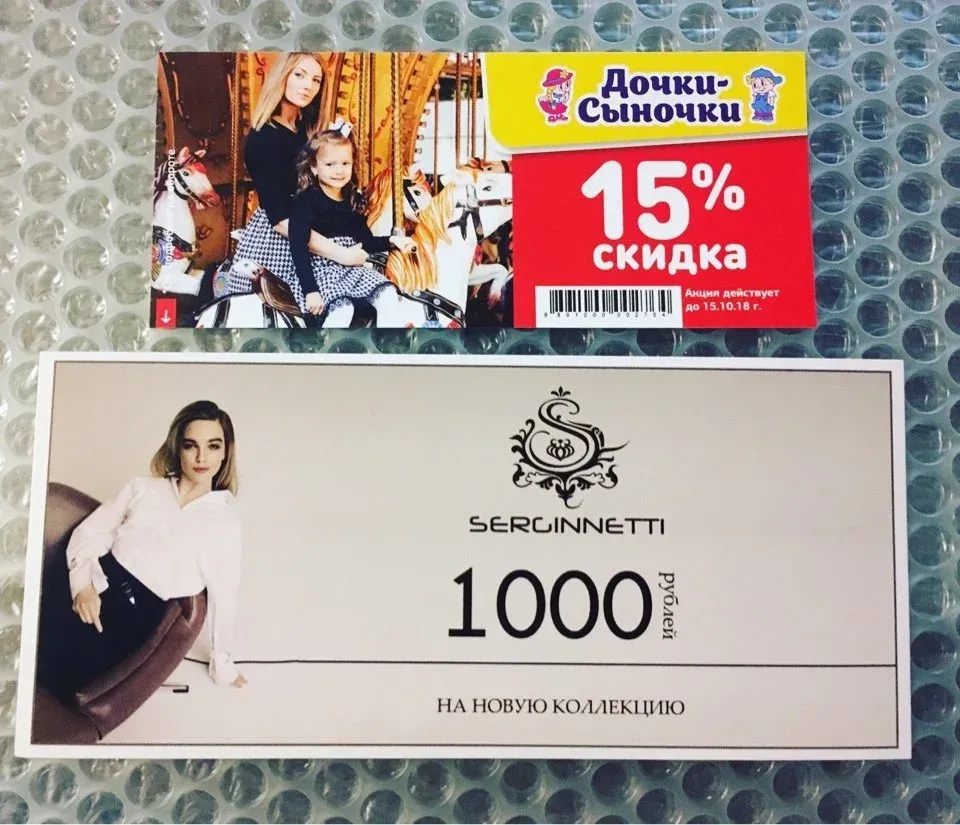 Дочки-
Сыночки
15%
скидка
Акция действует
до 15.10.18 г.
SERGINNETTI
1000
рублей
НА НОВУЮ КОЛЛЕКЦИЮ